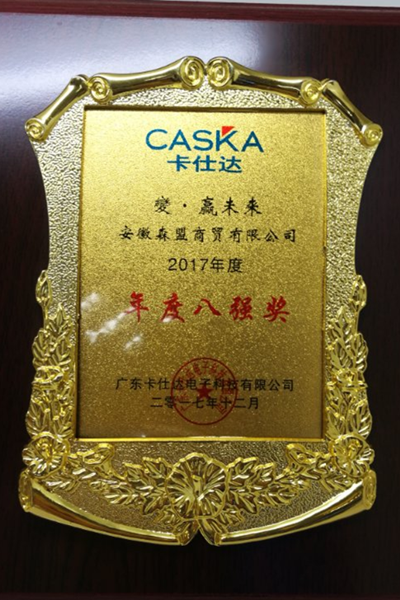 CASKA
卡仕达
變·赢未来
安徽森盟商贸有限公司
2017年度
年度八强奖
广东卡仕达电子科技有限公司
二零一七年十二月